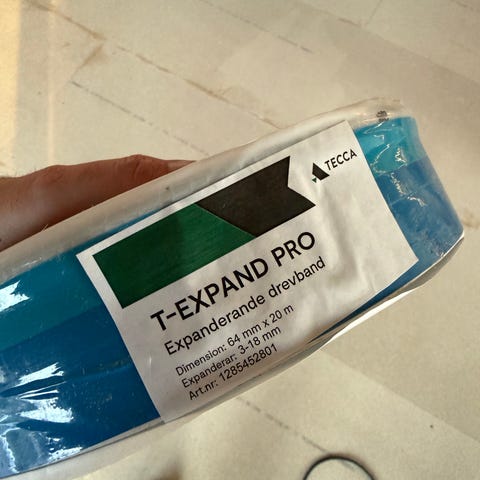 TECCA
T-EXPAND PRO
Expanderande drevband
Dimension: 64 mm x 20 m
Expanderar: 3-18 mm
Art.nr: 1285452801